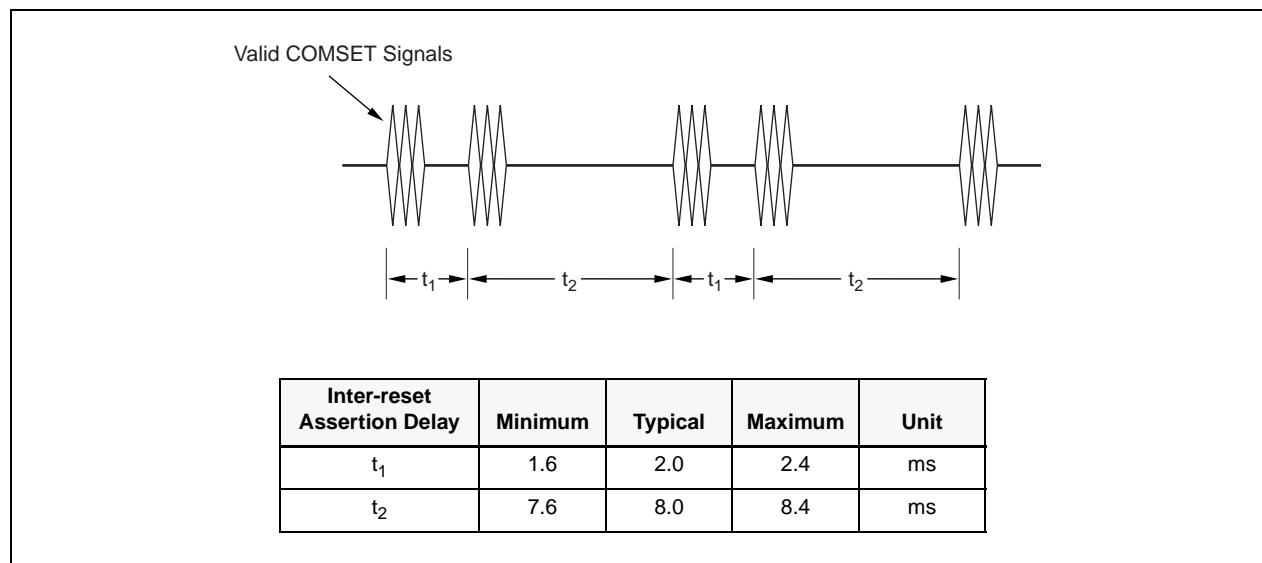 Valid COMSET Signals
t₁ t₂ t₁ t₂
Inter-reset Assertion Delay Minimum Typical Maximum Unit
t₁ 1.6 2.0 2.4 ms
t₂ 7.6 8.0 8.4 ms